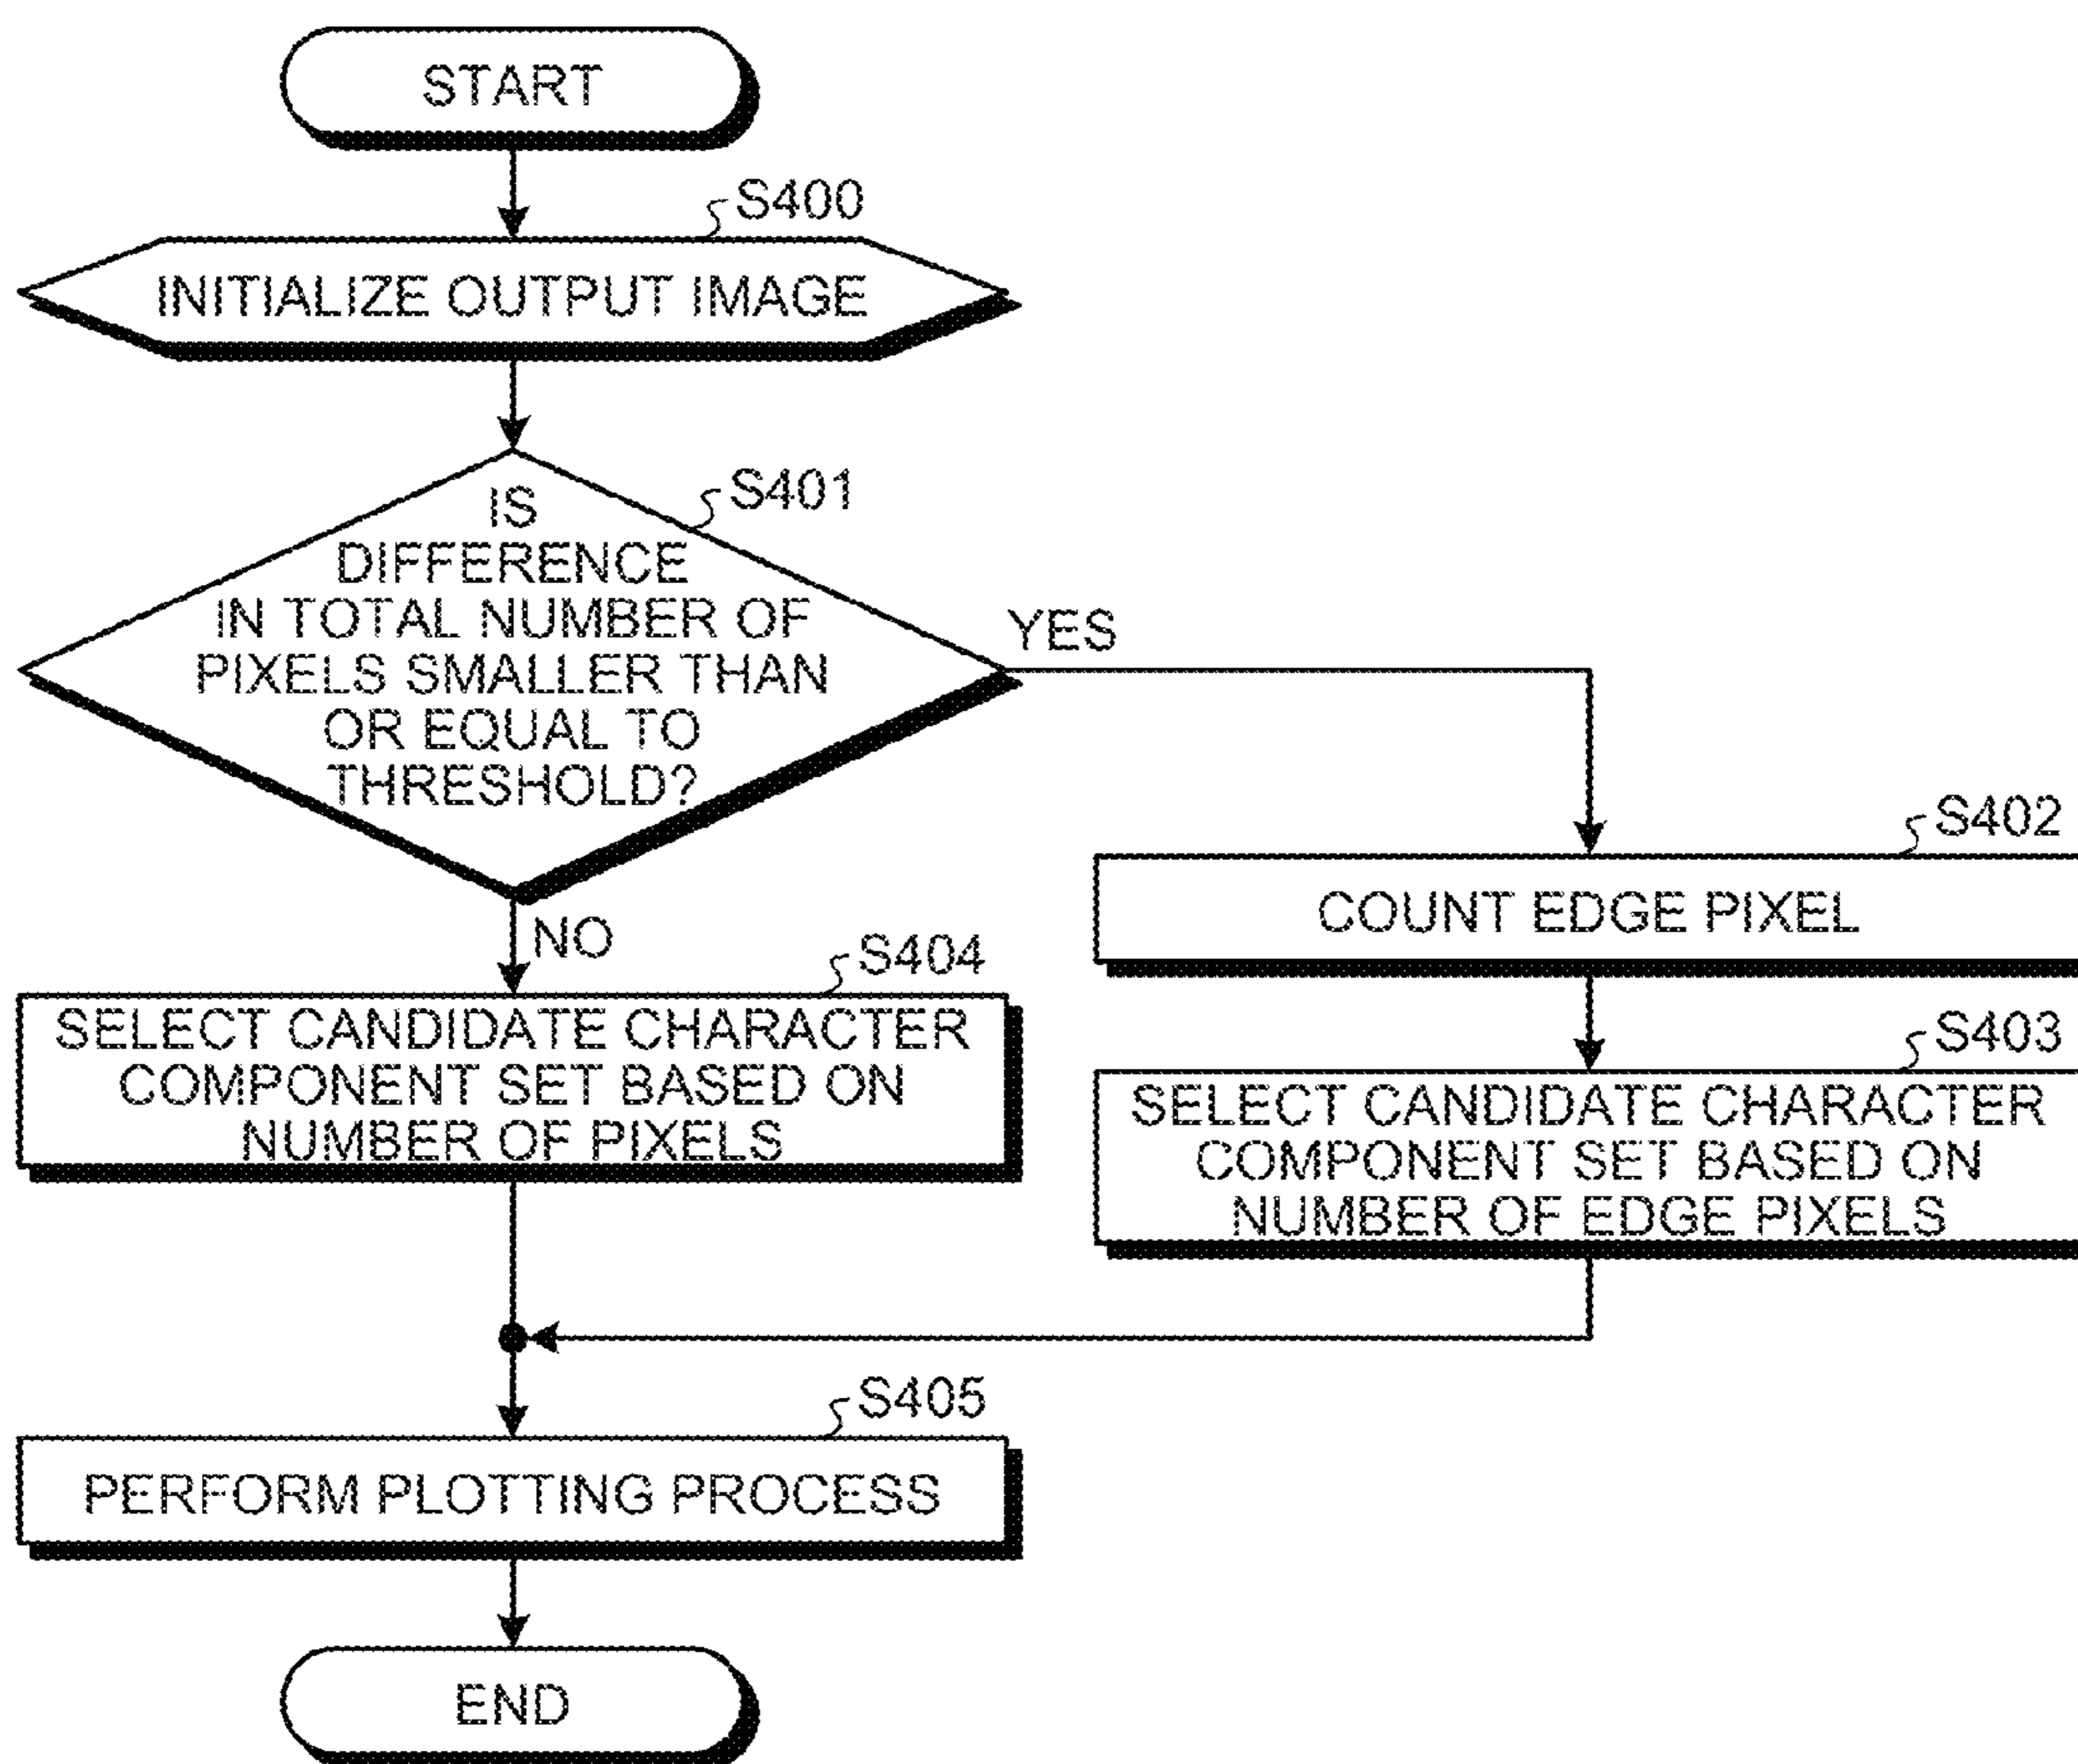 START
S400
INITIALIZE OUTPUT IMAGE
S401
IS
DIFFERENCE
IN TOTAL NUMBER OF
PIXELS SMALLER THAN
OR EQUAL TO
THRESHOLD?
YES
S402
COUNT EDGE PIXEL
NO
S404
SELECT CANDIDATE CHARACTER
COMPONENT SET BASED ON
NUMBER OF PIXELS
S403
SELECT CANDIDATE CHARACTER
COMPONENT SET BASED ON
NUMBER OF EDGE PIXELS
S405
PERFORM PLOTTING PROCESS
END